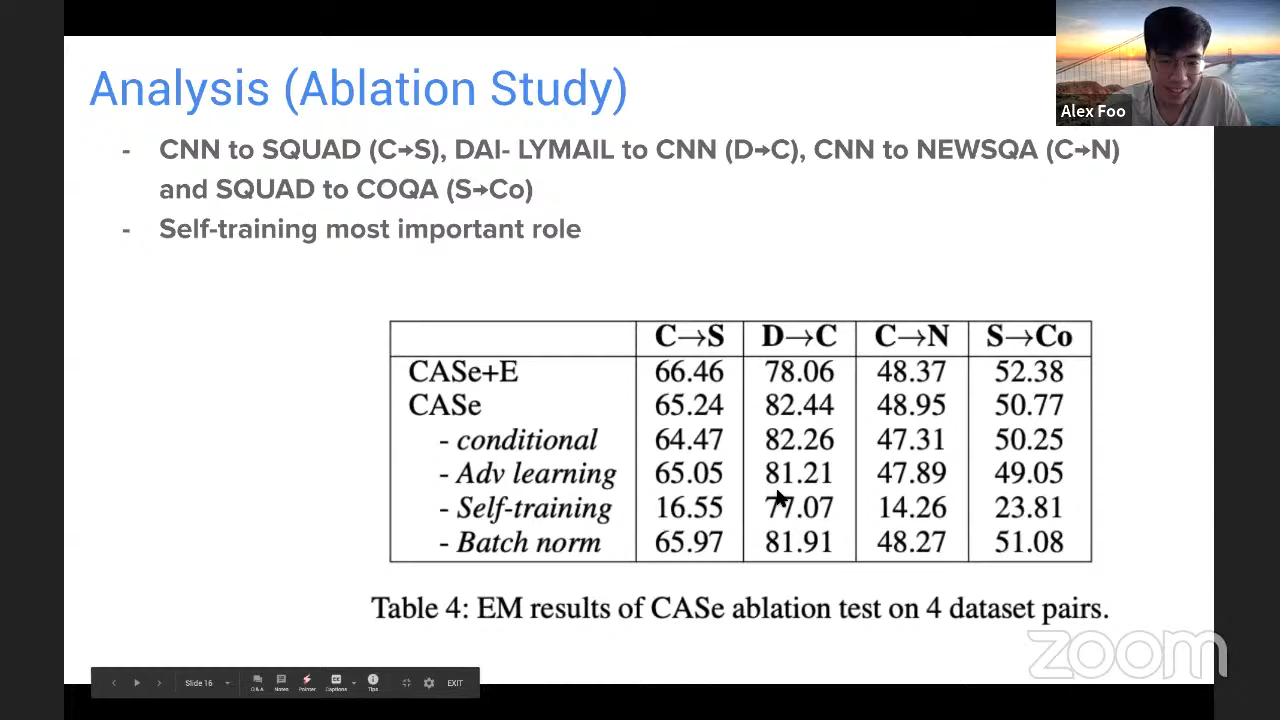 Analysis (Ablation Study)
Alex Foo
- CNN to SQUAD (C→S), DAI- LYMAIL to CNN (D→C), CNN to NEWSQA (C→N)
and SQUAD to COQA (S→Co)
- Self-training most important role
C→S D→C C→N S→Co
CASe+E 66.46 78.06 48.37 52.38
CASe 65.24 82.44 48.95 50.77
- conditional 64.47 82.26 47.31 50.25
- Adv learning 65.05 81.21 47.89 49.05
- Self-training 16.55 77.07 14.26 23.81
- Batch norm 65.97 81.91 48.27 51.08
Table 4: EM results of CASe ablation test on 4 dataset pairs.
zoom
Slide 16 Q&A Notes Pointer Captions Tips EXIT